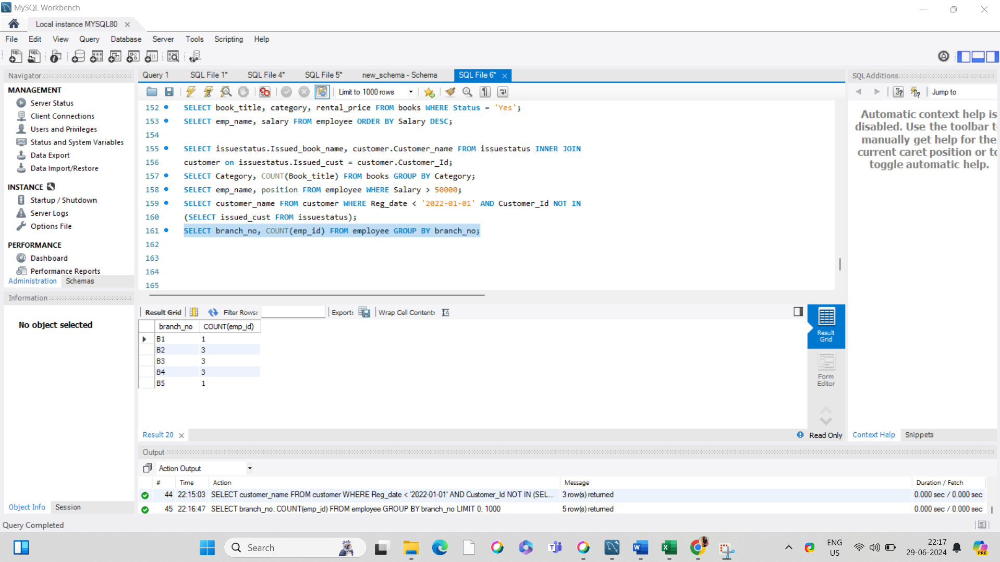 MySQL Workbench
Local instance MYSQL80
File Edit View Query Database Server Tools Scripting Help
Navigator
MANAGEMENT
Server Status
Client Connections
Users and Privileges
Status and System Variables
Data Export
Data Import/Restore
INSTANCE
Startup / Shutdown
Server Logs
Options File
PERFORMANCE
Dashboard
Performance Reports
Administration Schemas
Information
No object selected
Object Info Session
Query Completed
Query 1 SQL File 1* SQL File 4* SQL File 5* new_schema - Schema SQL File 6*
Limit to 1000 rows
152 SELECT book_title, category, rental_price FROM books WHERE Status = 'Yes';
153 SELECT emp_name, salary FROM employee ORDER BY Salary DESC;
154
155 SELECT issuestatus.Issued_book_name, customer.Customer_name FROM issuestatus INNER JOIN
156 customer on issuestatus.Issued_cust = customer.Customer_Id;
157 SELECT Category, COUNT(Book_title) FROM books GROUP BY Category;
158 SELECT emp_name, position FROM employee WHERE Salary > 50000;
159 SELECT customer_name FROM customer WHERE Reg_date < '2022-01-01' AND Customer_Id NOT IN
160 (SELECT issued_cust FROM issuestatus);
161 SELECT branch_no, COUNT(emp_id) FROM employee GROUP BY branch_no;
162
163
164
165
Result Grid Filter Rows: Export: Wrap Cell Content:
branch_no COUNT(emp_id)
B1 1
B2 3
B3 3
B4 3
B5 1
Result Grid
Form Editor
Result 20
Read Only
Output
Action Output
# Time Action Message Duration / Fetch
44 22:15:03 SELECT customer_name FROM customer WHERE Reg_date < '2022-01-01' AND Customer_Id NOT IN (SEL... 3 row(s) returned 0.000 sec / 0.000 sec
45 22:16:47 SELECT branch_no, COUNT(emp_id) FROM employee GROUP BY branch_no LIMIT 0, 1000 5 row(s) returned 0.000 sec / 0.000 sec
SQLAdditions
Jump to
Automatic context help is
disabled. Use the toolbar t
manually get help for the
current caret position or to
toggle automatic help.
Context Help Snippets
Search
ENG
US
22:17
29-06-2024
PRE